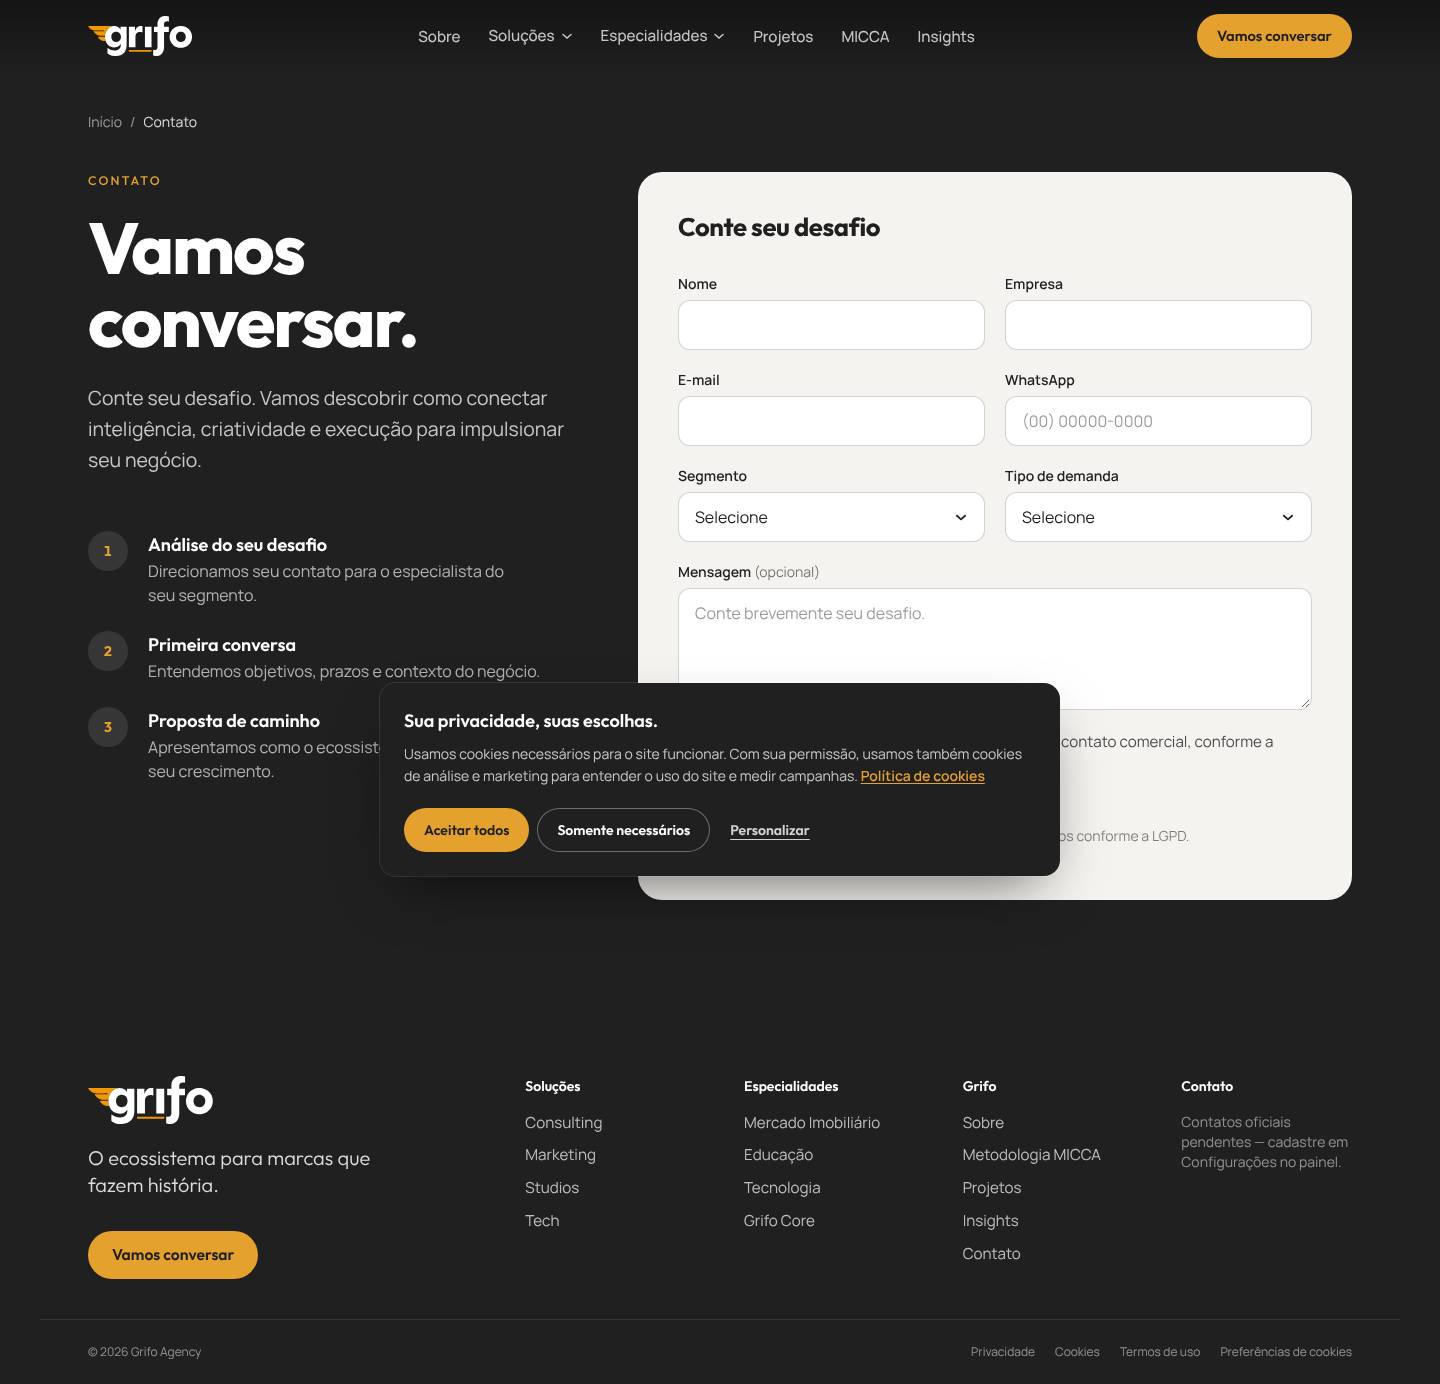 grifo
Sobre
Soluções
Especialidades
Projetos
MICCA
Insights
Vamos conversar
Início / Contato
CONTATO
Vamos
conversar.
Conte seu desafio. Vamos descobrir como conectar
inteligência, criatividade e execução para impulsionar
seu negócio.
1
Análise do seu desafio
Direcionamos seu contato para o especialista do
seu segmento.
2
Primeira conversa
Entendemos objetivos, prazos e contexto do negócio.
3
Proposta de caminho
Apresentamos como o
seu crescimento.
Conte seu desafio
Nome
Empresa
E-mail
WhatsApp
(00) 00000-0000
Segmento
Tipo de demanda
Selecione
Selecione
Mensagem (opcional)
Conte brevemente seu desafio.
contato comercial, conforme a
conforme a LGPD.
Sua privacidade, suas escolhas.
Usamos cookies necessários para o site funcionar. Com sua permissão, usamos também cookies
de análise e marketing para entender o uso do site e medir campanhas. Política de cookies
Aceitar todos
Somente necessários
Personalizar
grifo
O ecossistema para marcas que
fazem história.
Vamos conversar
Soluções
Consulting
Marketing
Studios
Tech
Especialidades
Mercado Imobiliário
Educação
Tecnologia
Grifo Core
Grifo
Sobre
Metodologia MICCA
Projetos
Insights
Contato
Contato
Contatos oficiais
pendentes — cadastre em
Configurações no painel.
© 2026 Grifo Agency
Privacidade
Cookies
Termos de uso
Preferências de cookies